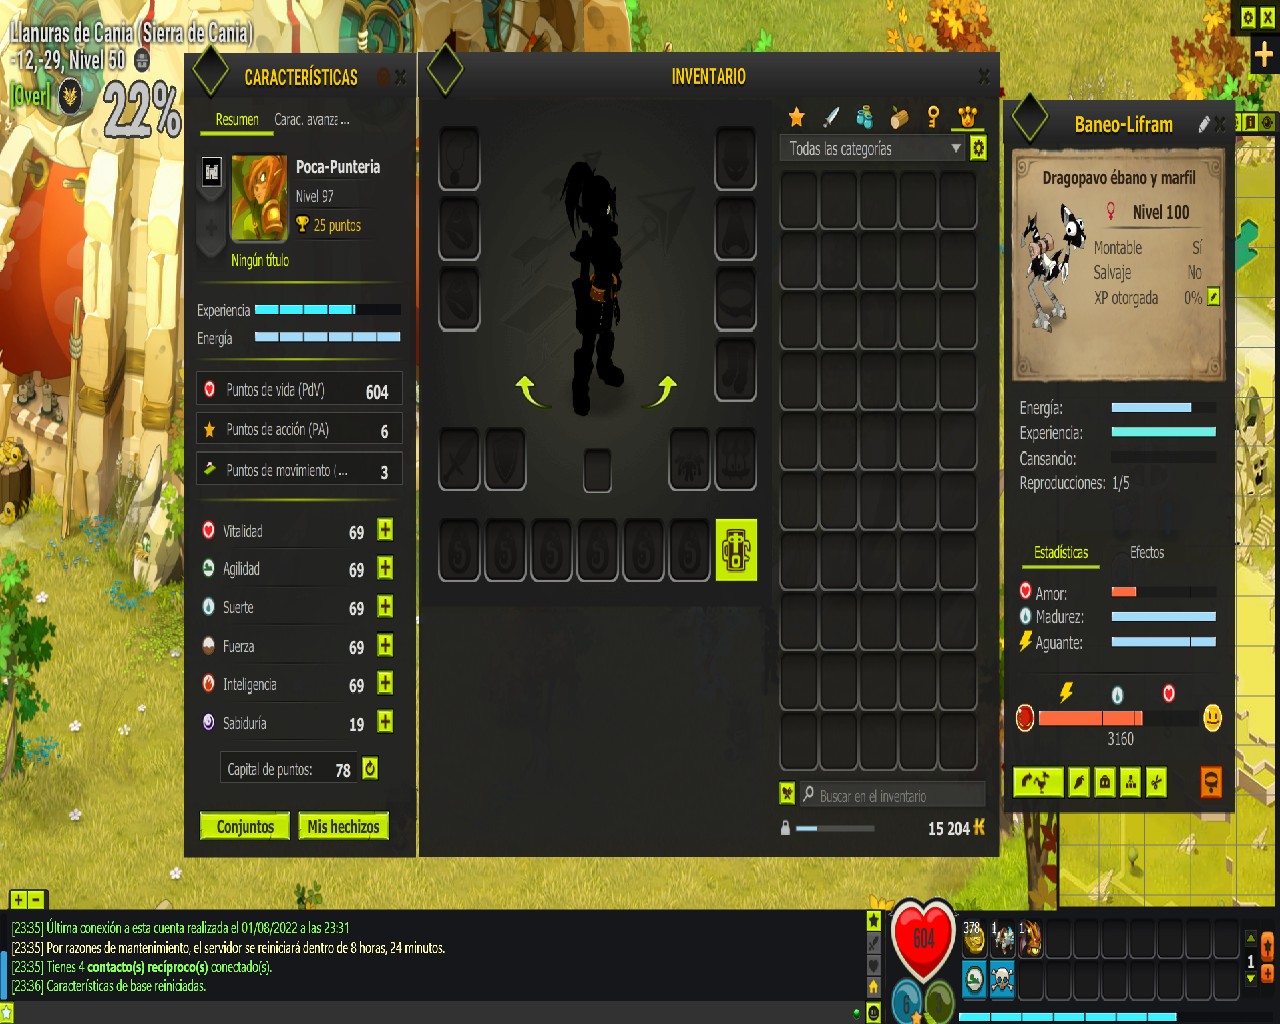 Llanuras de Cania (Sierra de Cania)
-12,-29, Nivel 50
[0ver]
22%
CARACTERÍSTICAS
Resumen
Carac. avanza ...
Poca-Punteria
Nivel 97
25 puntos
Ningún título
Experiencia
Energía
Puntos de vida (PdV) 604
Puntos de acción (PA) 6
Puntos de movimiento ( ... 3
Vitalidad 69
Agilidad 69
Suerte 69
Fuerza 69
Inteligencia 69
Sabiduría 19
Capital de puntos: 78
Conjuntos
Mis hechizos
INVENTARIO
Todas las categorías
Buscar en el inventario
15 204 K
Baneo-Lifram
Dragopavo ébano y marfil
Nivel 100
Montable Sí
Salvaje No
XP otorgada 0%
Energía:
Experiencia:
Cansancio:
Reproducciones: 1/5
Estadísticas
Efectos
Amor:
Madurez:
Aguante:
3160
[23:35] Última conexión a esta cuenta realizada el 01/08/2022 a las 23:31
[23:35] Por razones de mantenimiento, el servidor se reiniciará dentro de 8 horas, 24 minutos.
[23:35] Tienes 4 contacto(s) recíproco(s) conectado(s).
[23:36] Características de base reiniciadas.
604
6
378
1
1
1